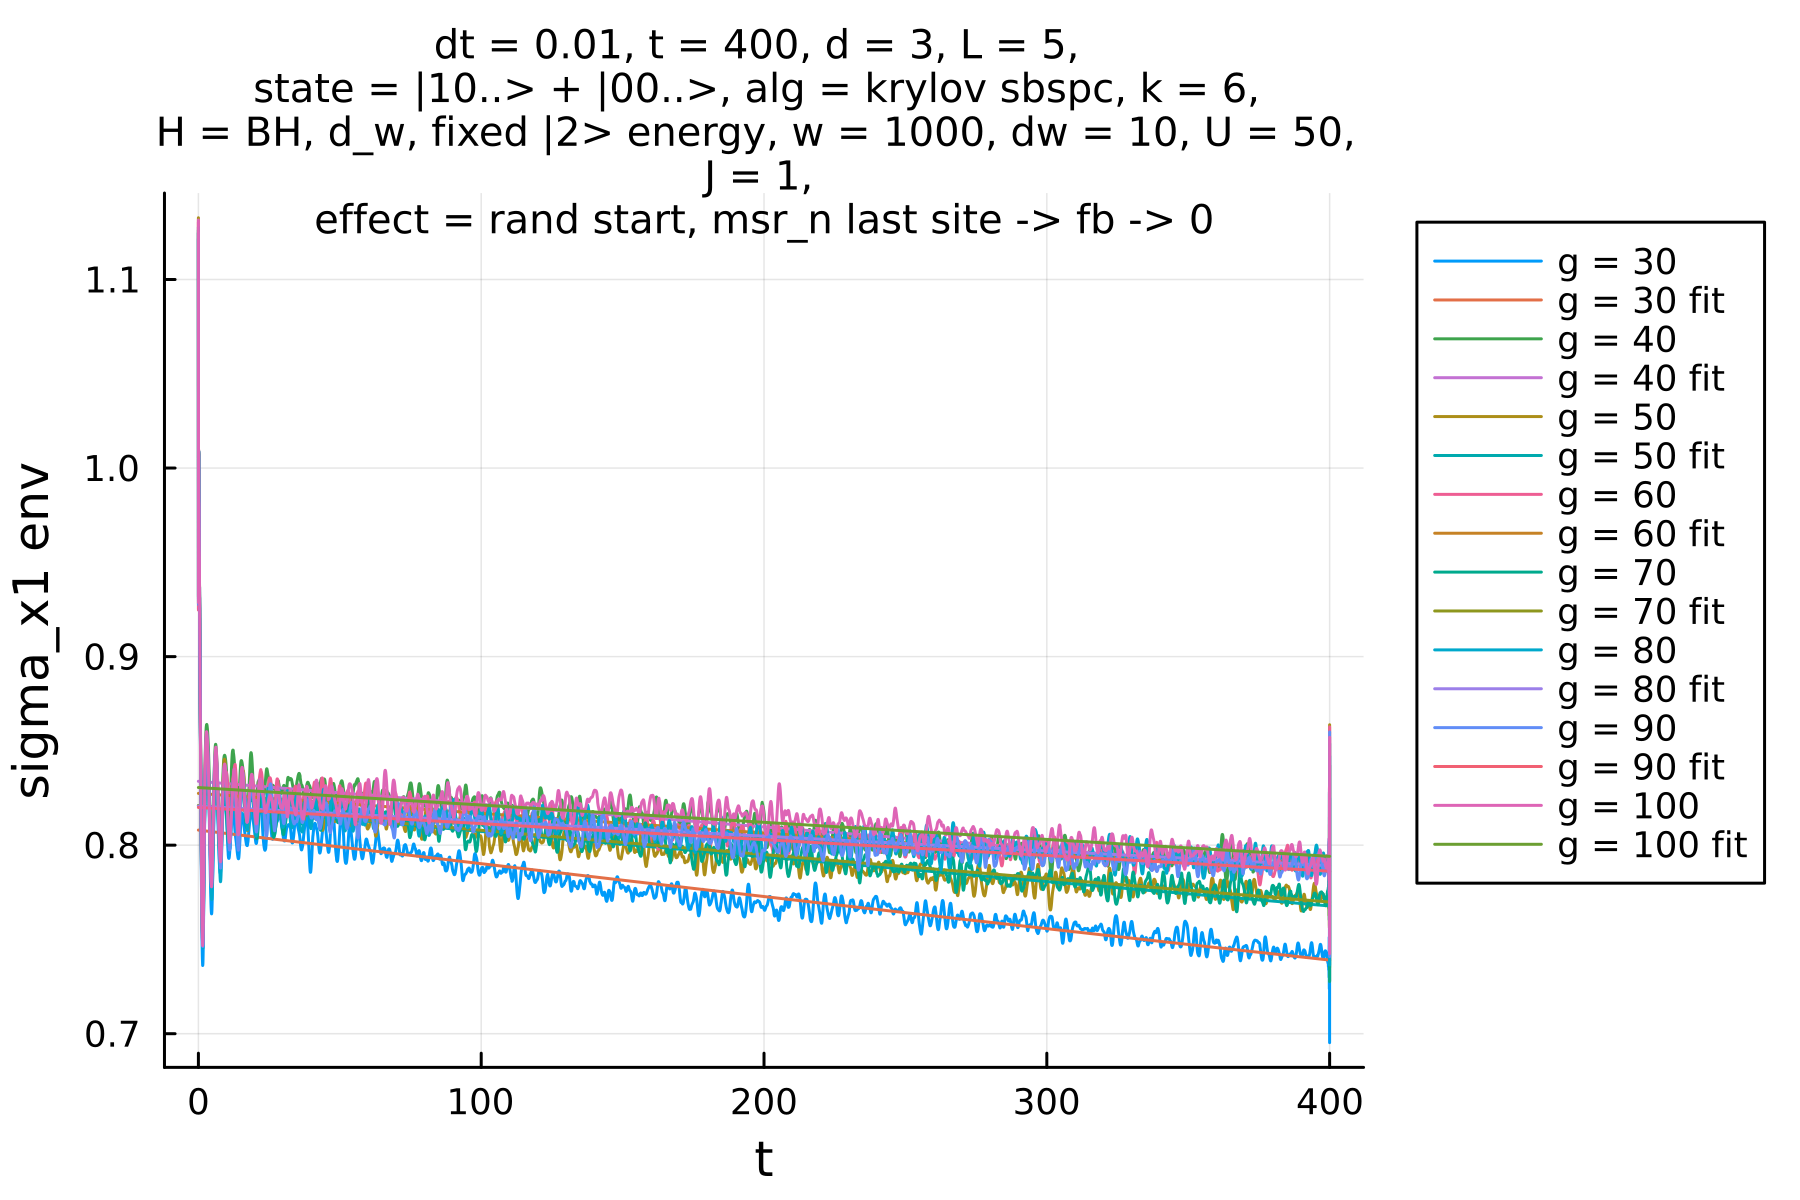 dt = 0.01, t = 400, d = 3, L = 5,
state = |10..> + |00..>, alg = krylov sbspc, k = 6,
H = BH, d_w, fixed |2> energy, w = 1000, dw = 10, U = 50,
J = 1,
effect = rand start, msr_n last site -> fb -> 0
sigma_x1 env
1.1
1.0
0.9
0.8
0.7
0 100 200 300 400
t
g = 30
g = 30 fit
g = 40
g = 40 fit
g = 50
g = 50 fit
g = 60
g = 60 fit
g = 70
g = 70 fit
g = 80
g = 80 fit
g = 90
g = 90 fit
g = 100
g = 100 fit